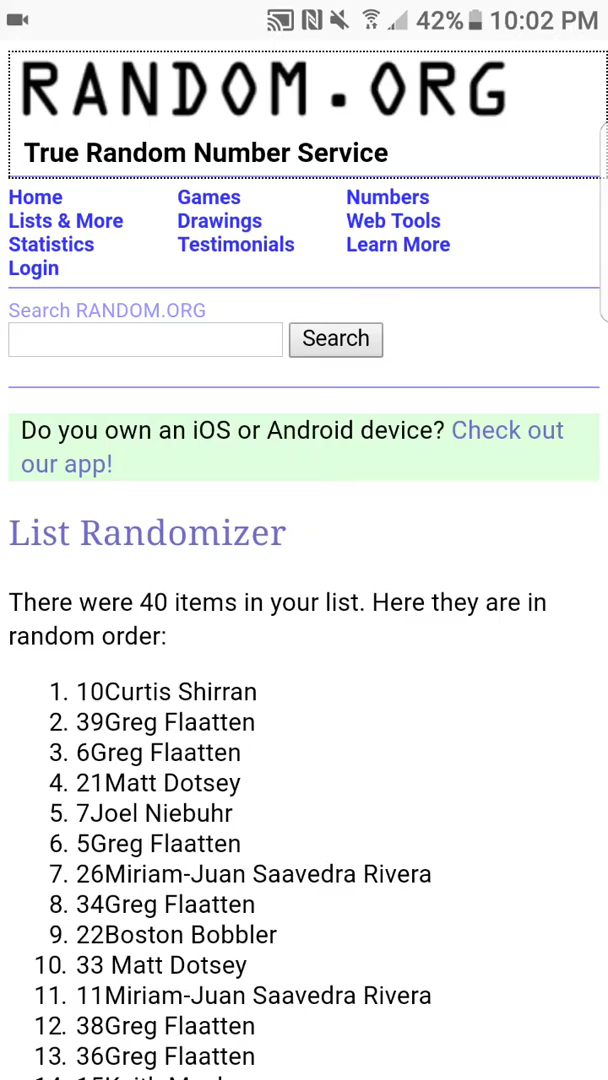 42% 10:02 PM
RANDOM.ORG
True Random Number Service
Home Games Numbers
Lists & More Drawings Web Tools
Statistics Testimonials Learn More
Login
Search RANDOM.ORG
Search
Do you own an iOS or Android device? Check out
our app!
List Randomizer
There were 40 items in your list. Here they are in
random order:
1. 10Curtis Shirran
2. 39Greg Flaatten
3. 6Greg Flaatten
4. 21Matt Dotsey
5. 7Joel Niebuhr
6. 5Greg Flaatten
7. 26Miriam-Juan Saavedra Rivera
8. 34Greg Flaatten
9. 22Boston Bobbler
10. 33 Matt Dotsey
11. 11Miriam-Juan Saavedra Rivera
12. 38Greg Flaatten
13. 36Greg Flaatten